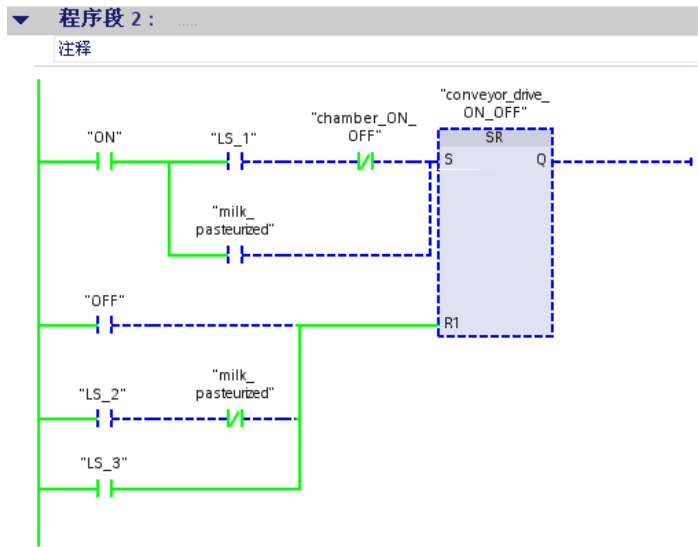 程序段 2： .....
注释
"conveyor_drive_
ON_OFF"
"chamber_ON_
OFF"
"ON"
"LS_1"
SR
S
Q
"milk_
pasteurized"
"OFF"
R1
"milk_
pasteurized"
"LS_2"
"LS_3"